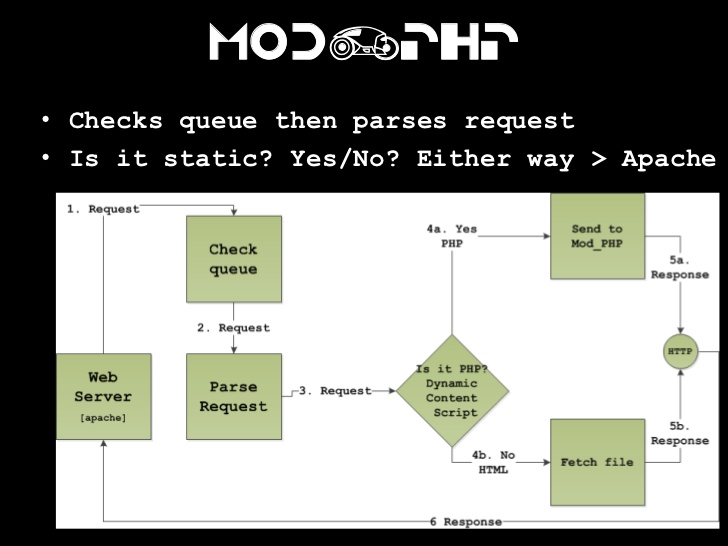 MOD PHP
• Checks queue then parses request
• Is it static? Yes/No? Either way > Apache
1. Request
Check
queue
2. Request
Web
Server
[apache]
Parse
Request
3. Request
Is it PHP?
Dynamic
Content
Script
4a. Yes
PHP
Send to
Mod_PHP
5a.
Response
HTTP
4b. No
HTML
Fetch file
5b.
Response
6 Response